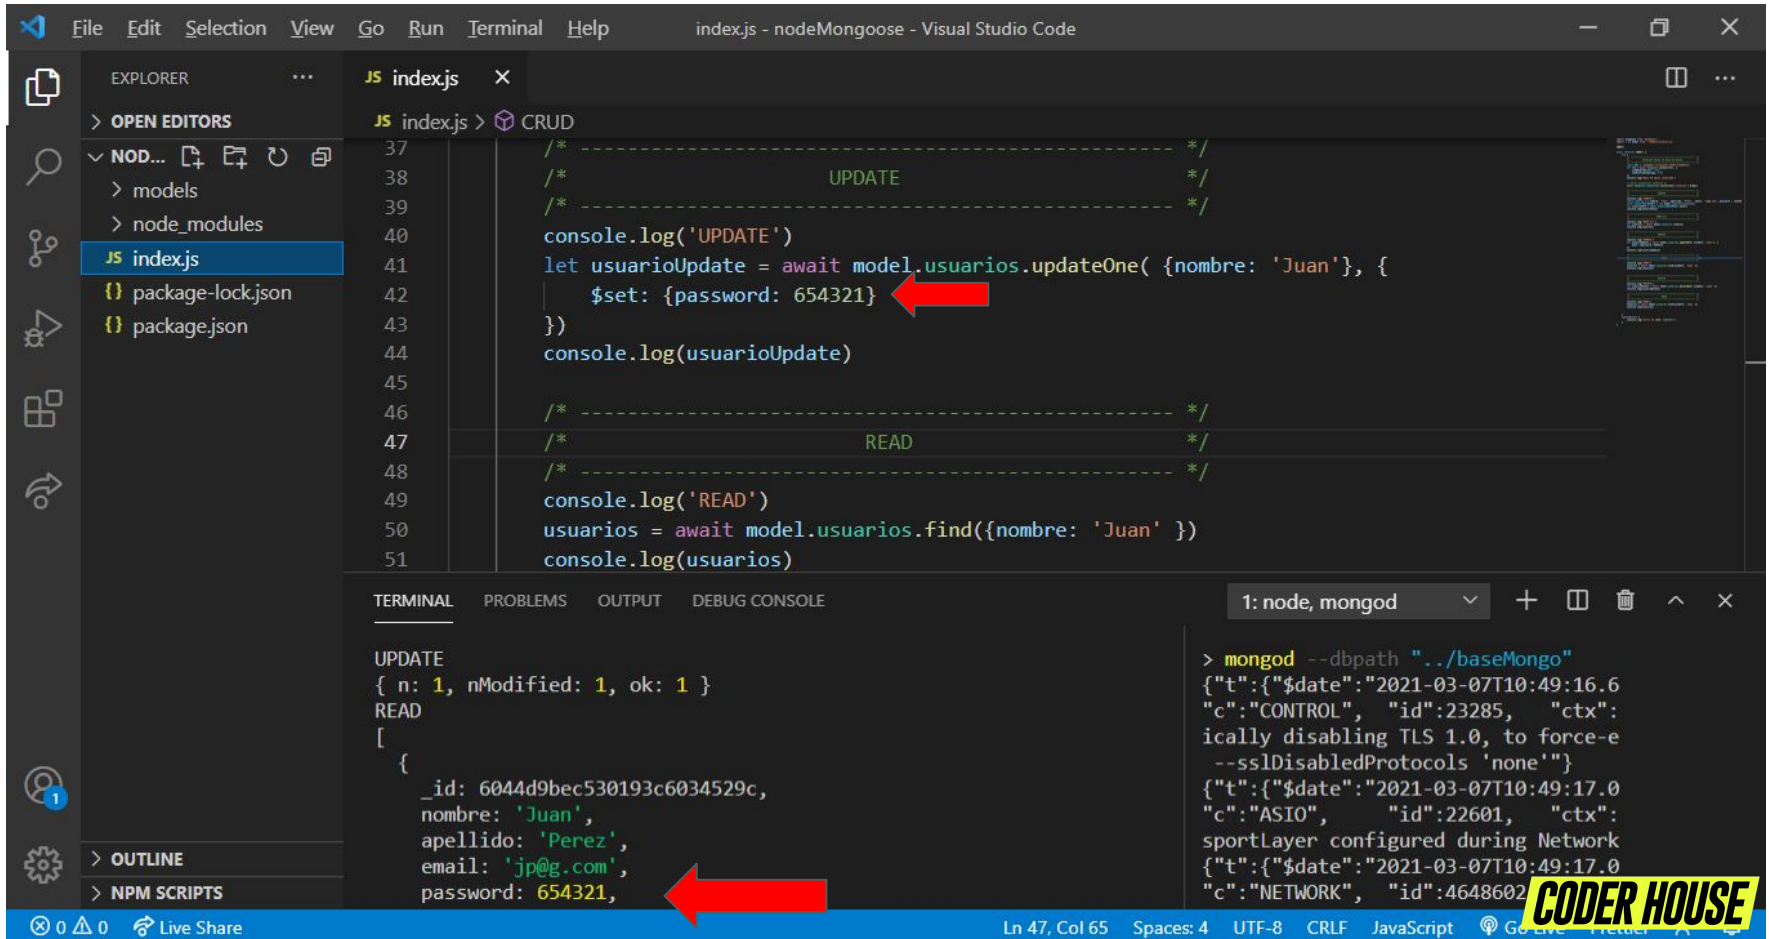 File Edit Selection View Go Run Terminal Help index.js - nodeMongoose - Visual Studio Code
EXPLORER
OPEN EDITORS
NOD...
models
node_modules
JS index.js
{} package-lock.json
{} package.json
OUTLINE
NPM SCRIPTS
JS index.js
JS index.js > CRUD
37 /* -------------------------------------------------- */
38 /* UPDATE */
39 /* -------------------------------------------------- */
40 console.log('UPDATE')
41 let usuarioUpdate = await model.usuarios.updateOne( {nombre: 'Juan'}, {
42 $set: {password: 654321}
43 })
44 console.log(usuarioUpdate)
45
46 /* -------------------------------------------------- */
47 /* READ */
48 /* -------------------------------------------------- */
49 console.log('READ')
50 usuarios = await model.usuarios.find({nombre: 'Juan' })
51 console.log(usuarios)
TERMINAL PROBLEMS OUTPUT DEBUG CONSOLE 1: node, mongod
UPDATE
{ n: 1, nModified: 1, ok: 1 }
READ
[
{
_id: 6044d9bec530193c6034529c,
nombre: 'Juan',
apellido: 'Perez',
email: 'jp@g.com',
password: 654321,
> mongod --dbpath "../baseMongo"
{"t":{"$date":"2021-03-07T10:49:16.6
"c":"CONTROL", "id":23285, "ctx":
ically disabling TLS 1.0, to force-e
--sslDisabledProtocols 'none'"}
{"t":{"$date":"2021-03-07T10:49:17.0
"c":"ASIO", "id":22601, "ctx":
sportLayer configured during Network
{"t":{"$date":"2021-03-07T10:49:17.0
"c":"NETWORK", "id":4648602
CODER HOUSE
1
0 0 Live Share Ln 47, Col 65 Spaces: 4 UTF-8 CRLF JavaScript